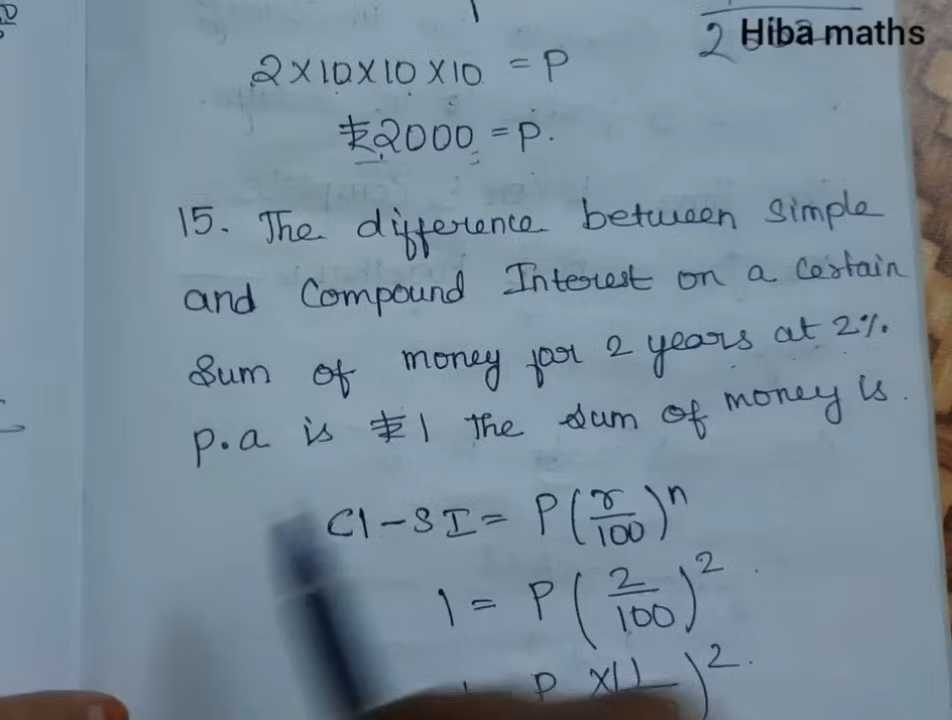 Hiba maths
2×10×10×10 = P
₹2000 = P.
15. The difference between Simple
and Compound Interest on a Certain
Sum of money for 2 years at 2%
p.a is ₹1 The sum of money is.
CI-SI = P(r/100)^n
1 = P(2/100)^2